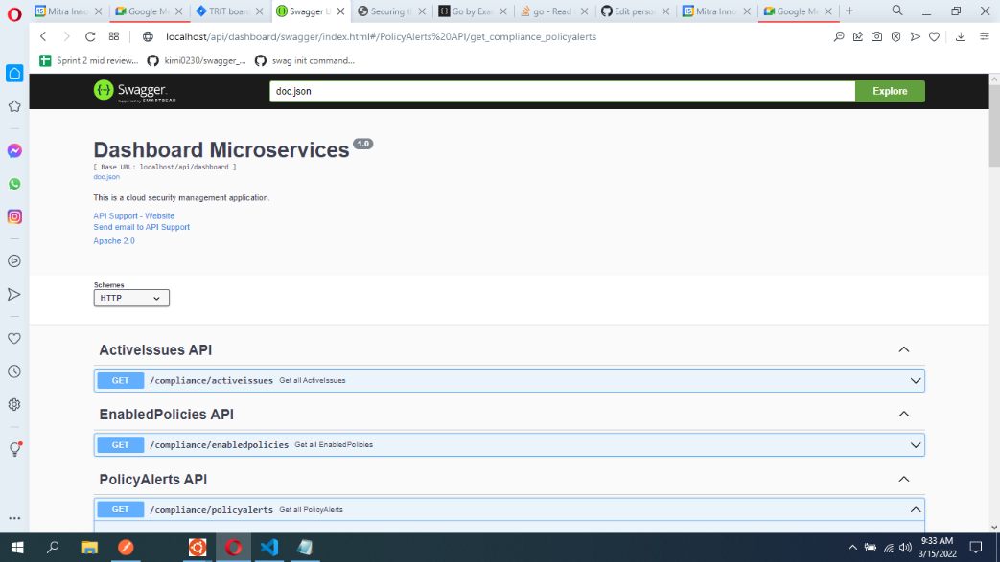 Mitra Inno
Google Me
TRIT boar
Swagger U
Securing t
Go by Exa
go - Read
Edit person
Mitra Inno
Google Me
localhost/api/dashboard/swagger/index.html#/PolicyAlerts%20API/get_compliance_policyalerts
Sprint 2 mid review...
kimi0230/swagger_...
swag init command...
Swagger.
Supported by SMARTBEAR
doc.json
Explore
Dashboard Microservices 1.0
[ Base URL: localhost/api/dashboard ]
doc.json
This is a cloud security management application.
API Support - Website
Send email to API Support
Apache 2.0
Schemes
HTTP
ActiveIssues API
GET /compliance/activeissues Get all ActiveIssues
EnabledPolicies API
GET /compliance/enabledpolicies Get all EnabledPolicies
PolicyAlerts API
GET /compliance/policyalerts Get all PolicyAlerts
9:33 AM
3/15/2022